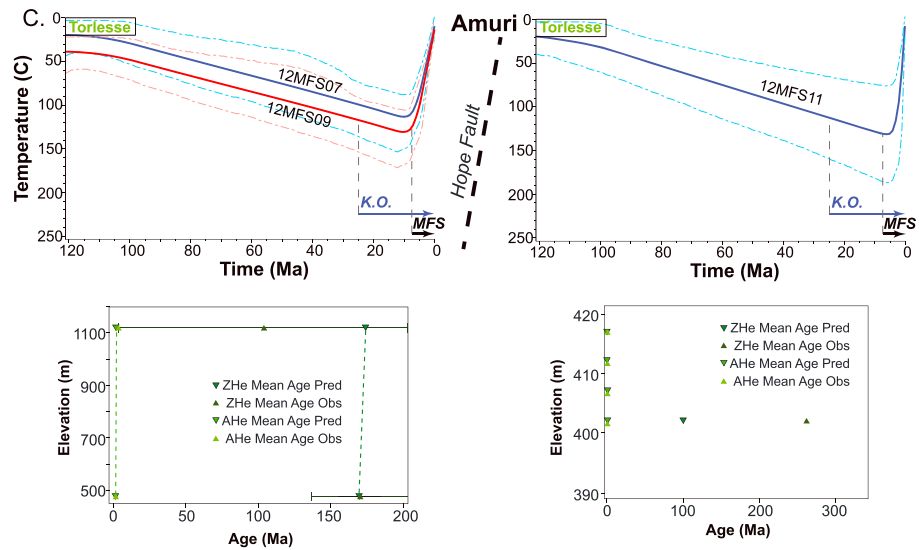 C.
Torlesse
0
50
100
150
200
250
Temperature (C)
12MFS07
12MFS09
K.O.
MFS
120
100
80
60
40
20
0
Time (Ma)
Amuri
Hope Fault
Torlesse
0
50
100
150
200
250
12MFS11
K.O.
MFS
120
100
80
60
40
20
0
Time (Ma)
1100
900
700
500
Elevation (m)
ZHe Mean Age Pred
ZHe Mean Age Obs
AHe Mean Age Pred
AHe Mean Age Obs
0
50
100
150
200
Age (Ma)
420
410
400
390
Elevation (m)
ZHe Mean Age Pred
ZHe Mean Age Obs
AHe Mean Age Pred
AHe Mean Age Obs
0
100
200
300
Age (Ma)